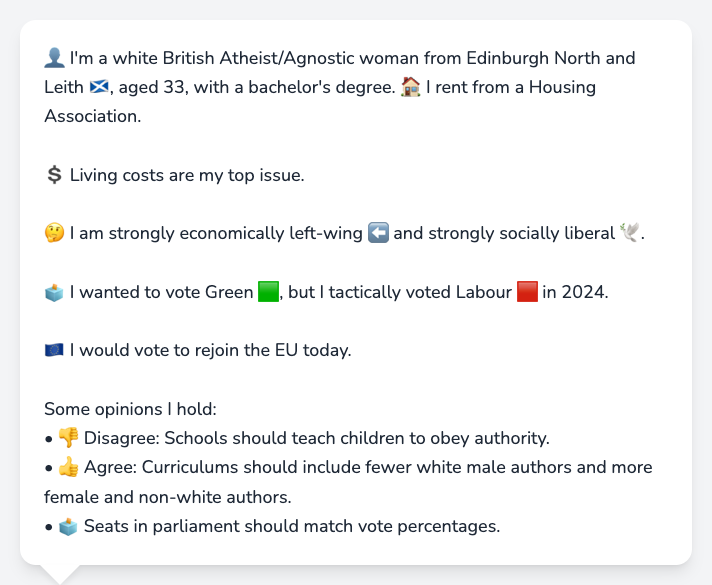 👤 I'm a white British Atheist/Agnostic woman from Edinburgh North and
Leith 🏴󠁧󠁢󠁳󠁣󠁴󠁿, aged 33, with a bachelor's degree. 🏠 I rent from a Housing
Association.
💲 Living costs are my top issue.
🤔 I am strongly economically left-wing ⬅️ and strongly socially liberal 🕊️.
🗳️ I wanted to vote Green 🟩, but I tactically voted Labour 🟥 in 2024.
🇪🇺 I would vote to rejoin the EU today.
Some opinions I hold:
• 👎 Disagree: Schools should teach children to obey authority.
• 👍 Agree: Curriculums should include fewer white male authors and more
female and non-white authors.
• 🗳️ Seats in parliament should match vote percentages.